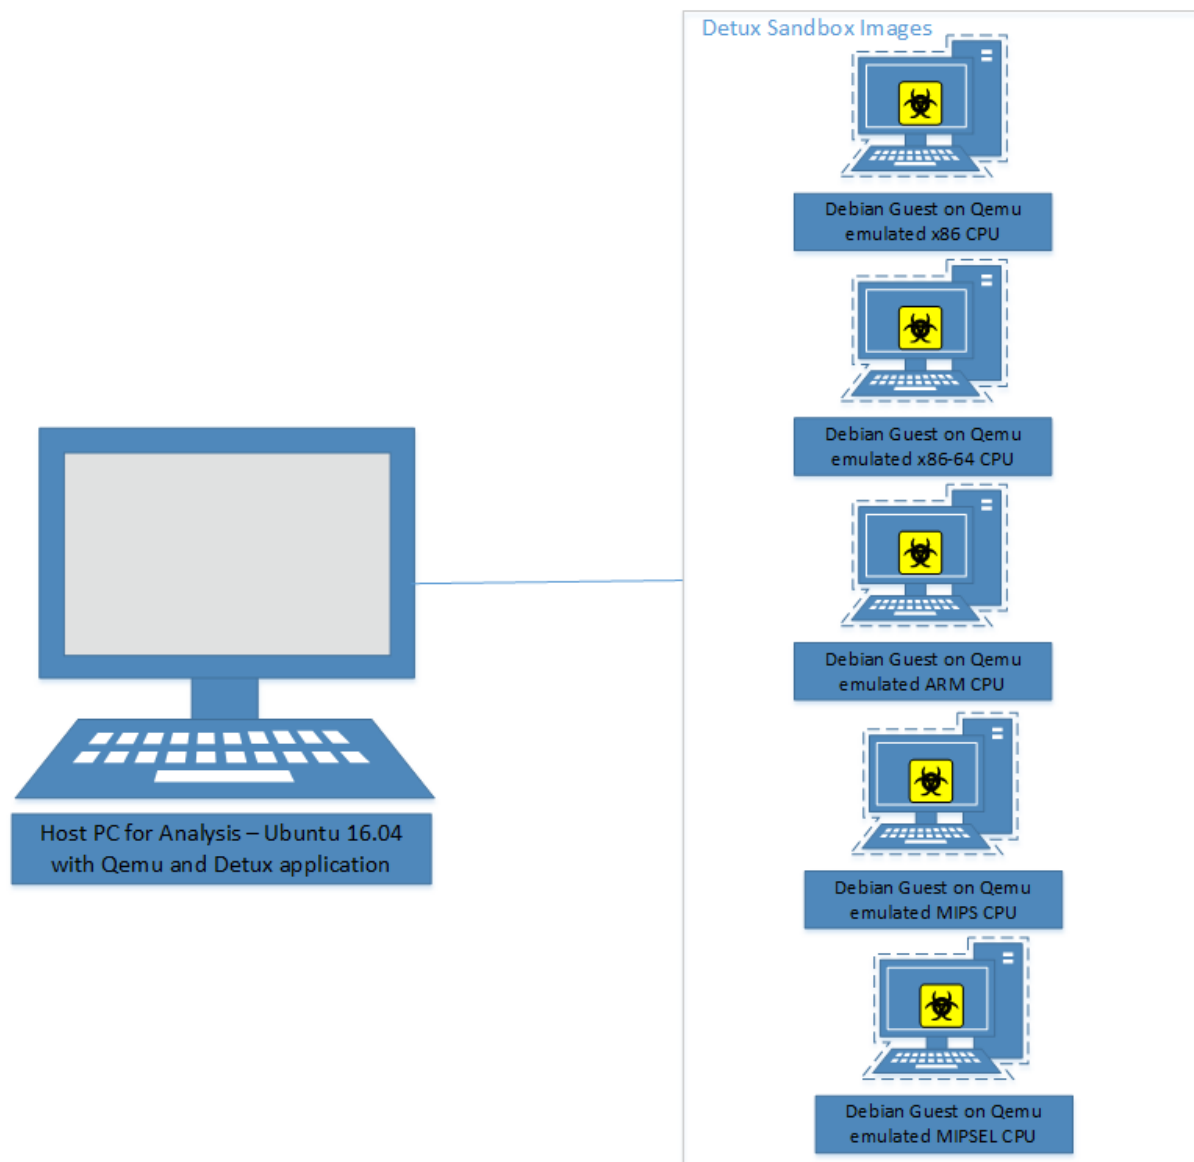 Detux Sandbox Images
Debian Guest on Qemu
emulated x86 CPU
Debian Guest on Qemu
emulated x86-64 CPU
Debian Guest on Qemu
emulated ARM CPU
Debian Guest on Qemu
emulated MIPS CPU
Debian Guest on Qemu
emulated MIPSEL CPU
Host PC for Analysis – Ubuntu 16.04
with Qemu and Detux application